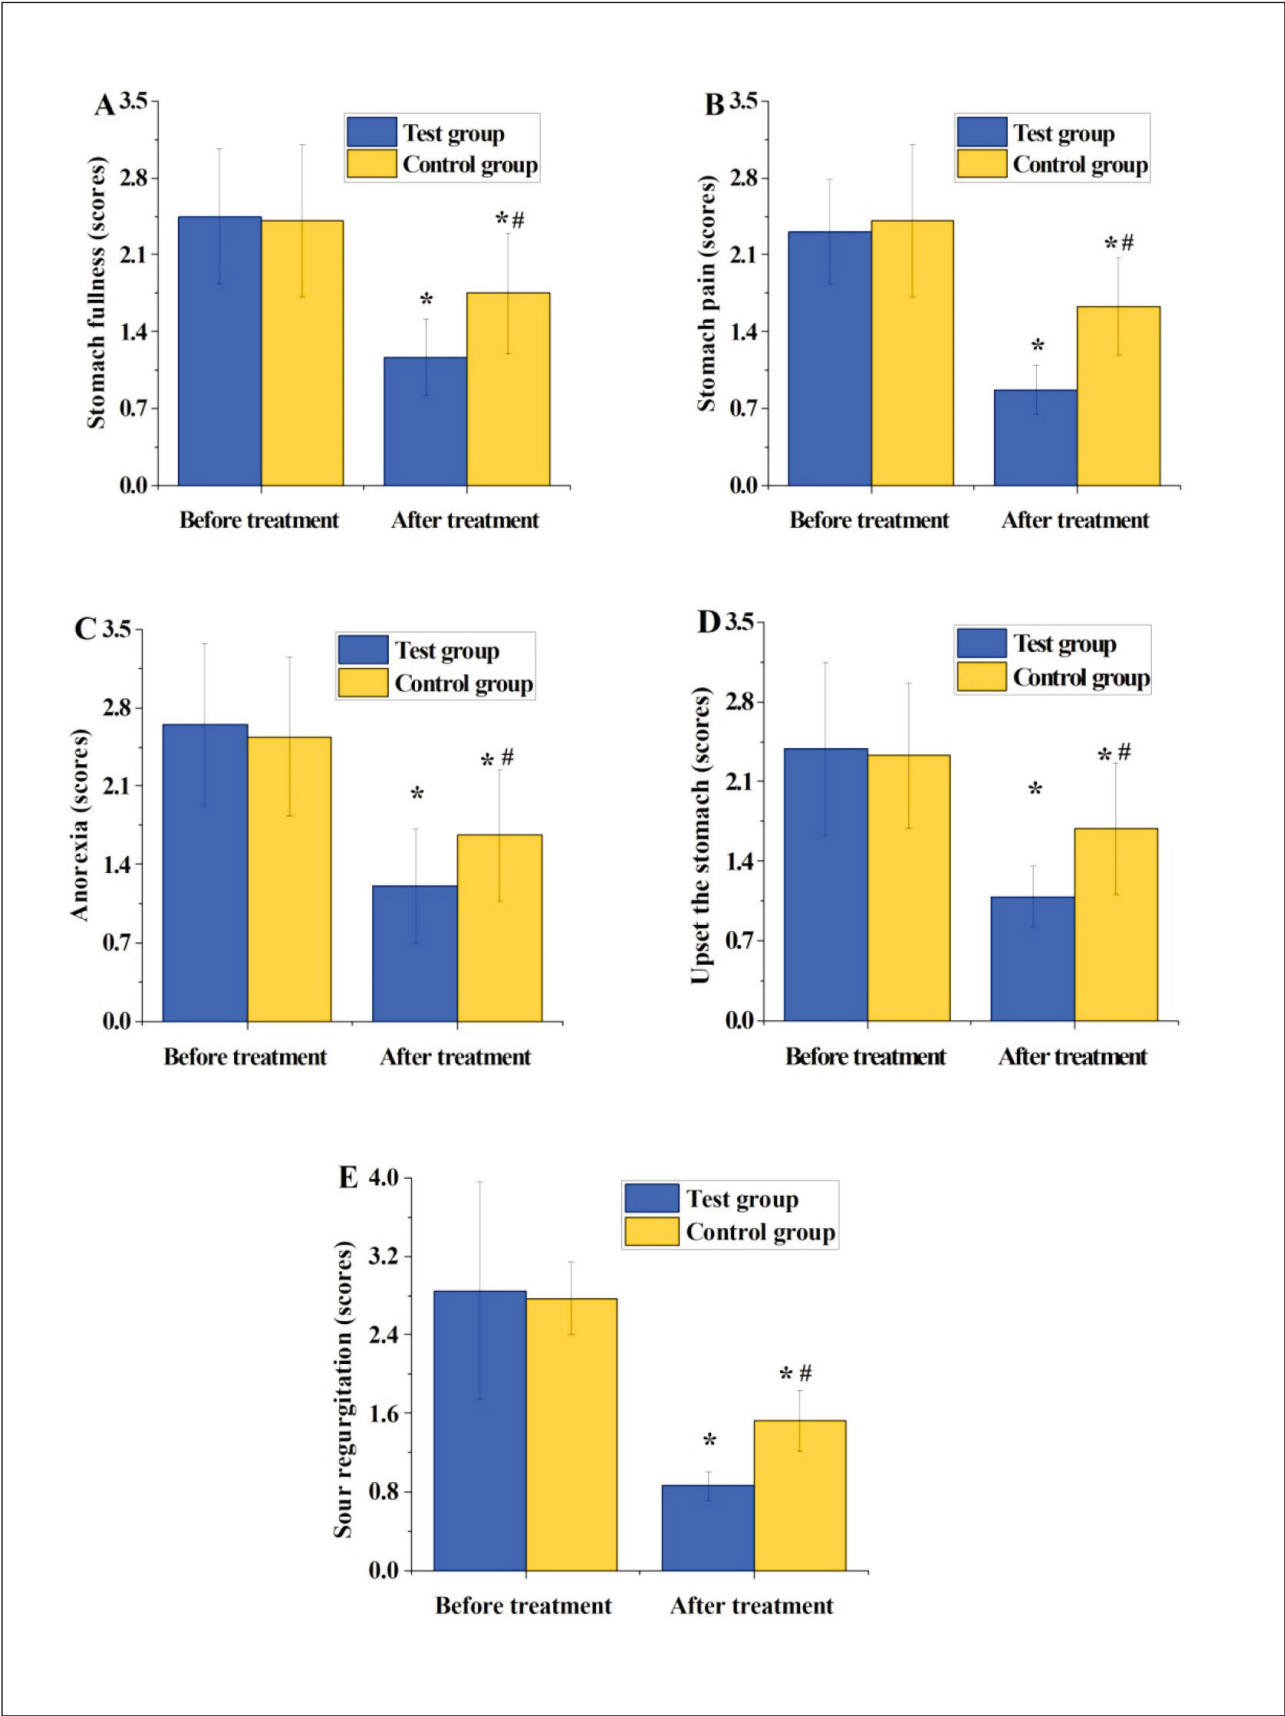 A
3.5
2.8
2.1
1.4
0.7
0.0
Stomach fullness (scores)
Test group
Control group
*
*#
Before treatment
After treatment
B
3.5
2.8
2.1
1.4
0.7
0.0
Stomach pain (scores)
Test group
Control group
*
*#
Before treatment
After treatment
C
3.5
2.8
2.1
1.4
0.7
0.0
Anorexia (scores)
Test group
Control group
*
*#
Before treatment
After treatment
D
3.5
2.8
2.1
1.4
0.7
0.0
Upset the stomach (scores)
Test group
Control group
*
*#
Before treatment
After treatment
E
4.0
3.2
2.4
1.6
0.8
0.0
Sour regurgitation (scores)
Test group
Control group
*
*#
Before treatment
After treatment